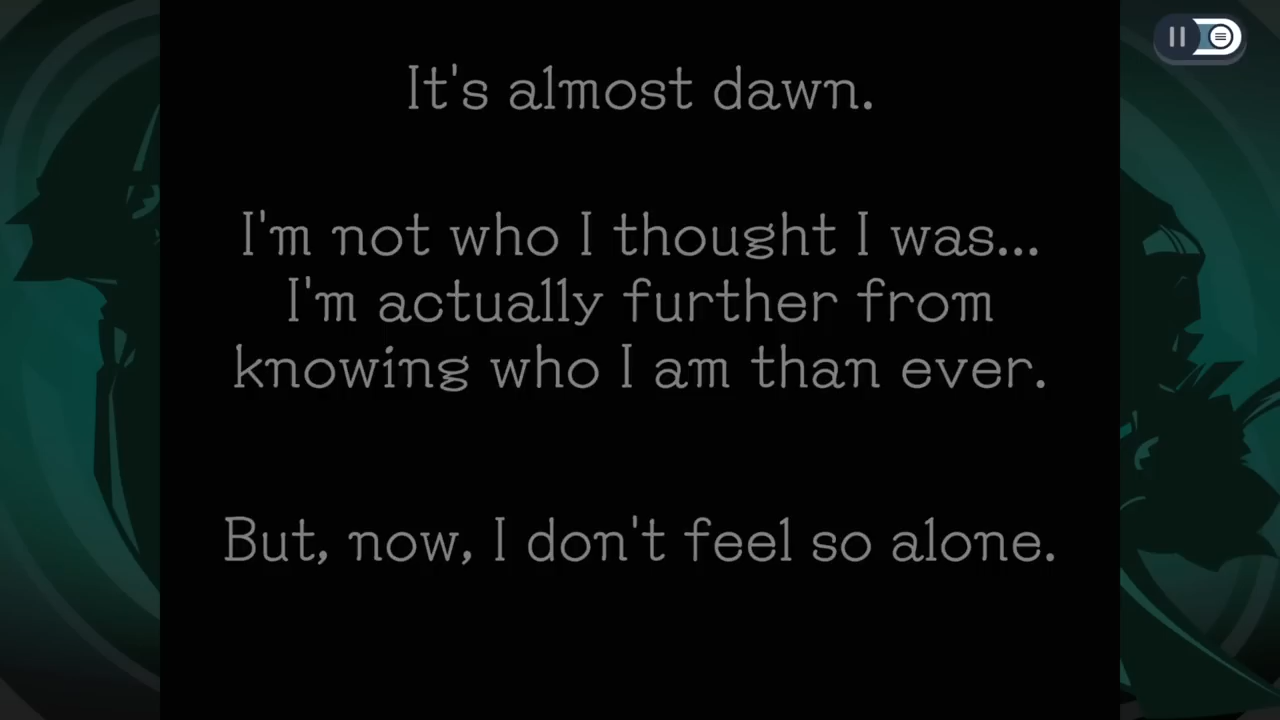 It's almost dawn.
I'm not who I thought I was...
I'm actually further from
knowing who I am than ever.
But, now, I don't feel so alone.